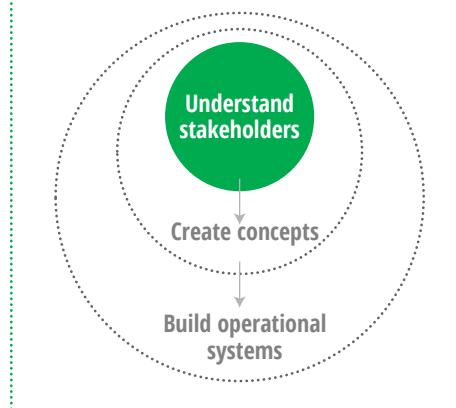 Understand
stakeholders
Create concepts
Build operational
systems